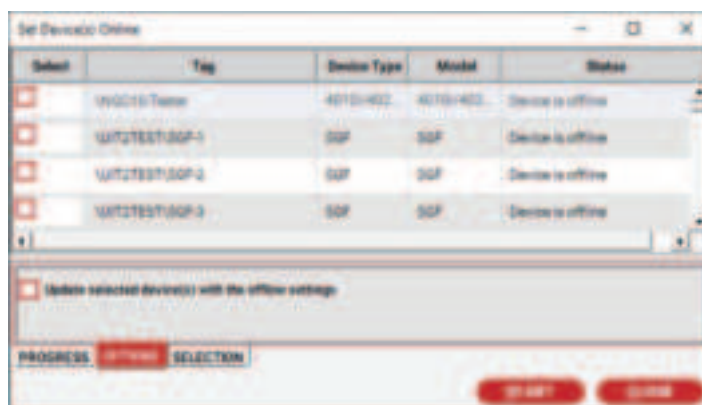 Set Device(s) Online
Select Tag Device Type Model Status
Device is offline
SGF SGF Device is offline
SGF SGF Device is offline
SGF SGF Device is offline
Update selected device(s) with the offline settings
PROGRESS OPTIONS SELECTION
START CLOSE